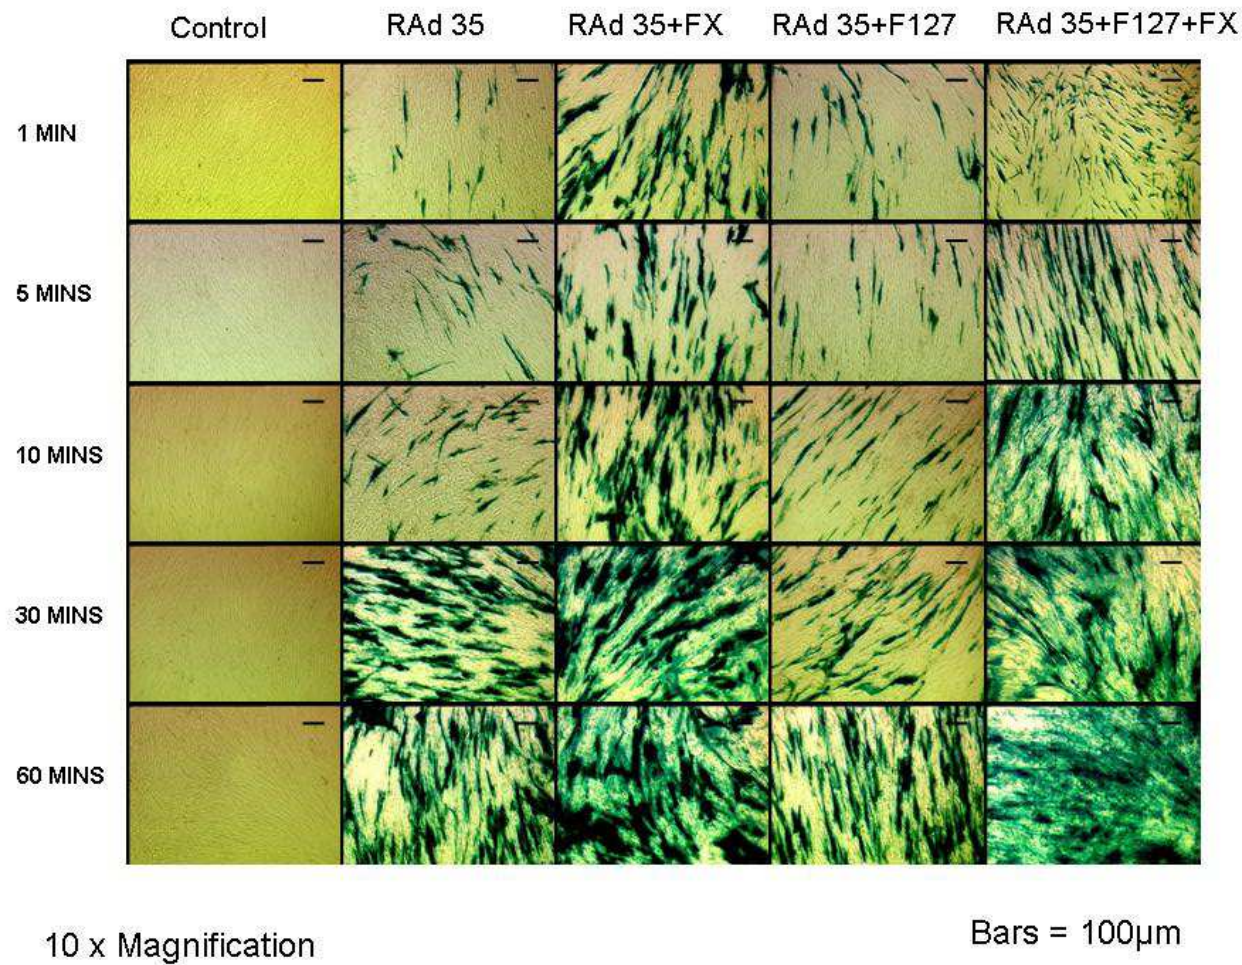 Control RAd 35 RAd 35+FX RAd 35+F127 RAd 35+F127+FX
1 MIN
5 MINS
10 MINS
30 MINS
60 MINS
10 x Magnification
Bars = 100µm